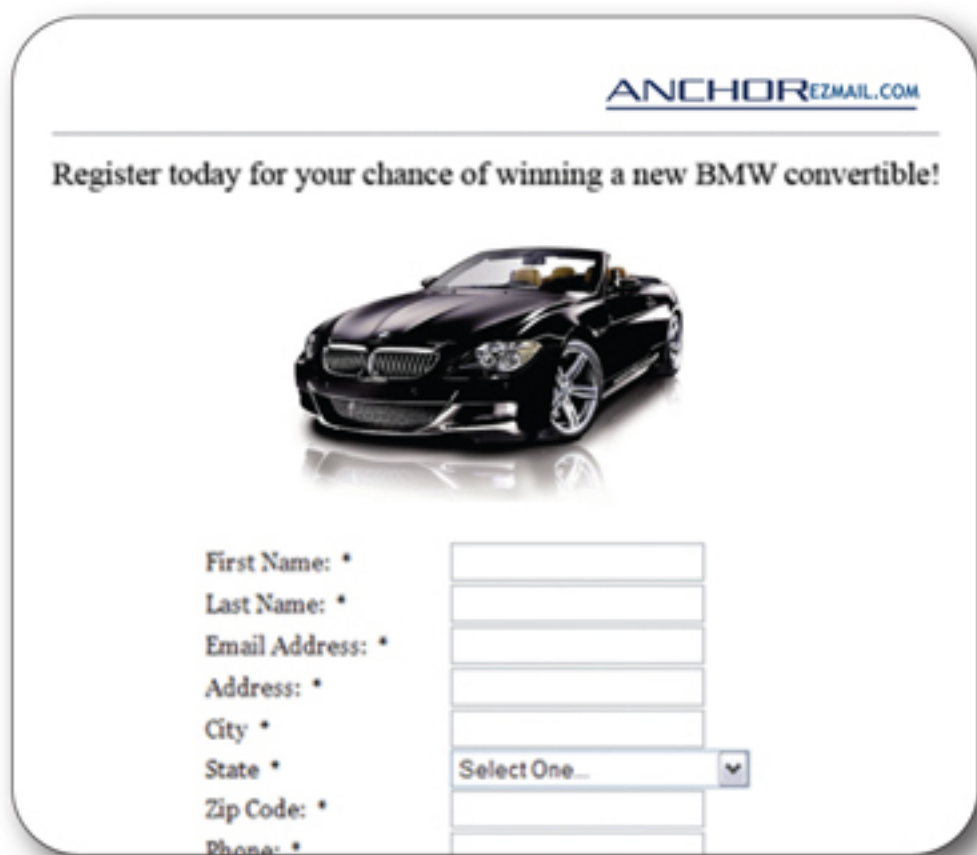 ANCHOREZMAIL.COM
Register today for your chance of winning a new BMW convertible!
First Name: *
Last Name: *
Email Address: *
Address: *
City *
State * Select One...
Zip Code: *
Phone: *